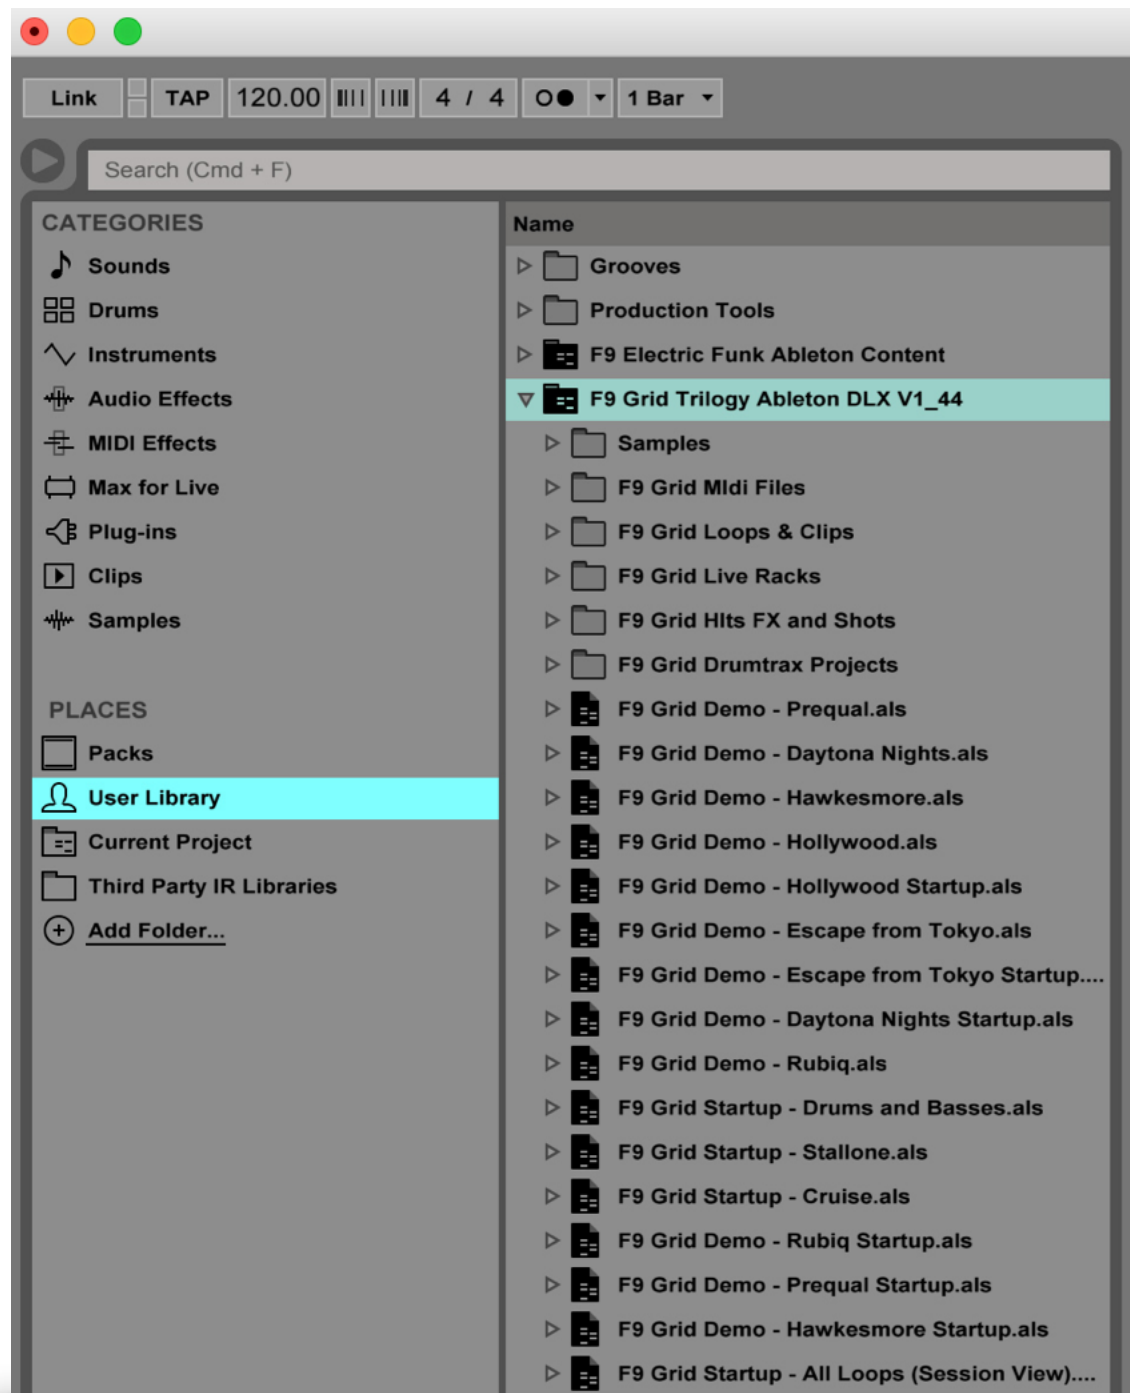 Link TAP 120.00 4 / 4 1 Bar
Search (Cmd + F)
CATEGORIES
Sounds
Drums
Instruments
Audio Effects
MIDI Effects
Max for Live
Plug-ins
Clips
Samples
PLACES
Packs
User Library
Current Project
Third Party IR Libraries
Add Folder...
Name
Grooves
Production Tools
F9 Electric Funk Ableton Content
F9 Grid Trilogy Ableton DLX V1_44
Samples
F9 Grid MIdi Files
F9 Grid Loops & Clips
F9 Grid Live Racks
F9 Grid HIts FX and Shots
F9 Grid Drumtrax Projects
F9 Grid Demo - Prequal.als
F9 Grid Demo - Daytona Nights.als
F9 Grid Demo - Hawkesmore.als
F9 Grid Demo - Hollywood.als
F9 Grid Demo - Hollywood Startup.als
F9 Grid Demo - Escape from Tokyo.als
F9 Grid Demo - Escape from Tokyo Startup....
F9 Grid Demo - Daytona Nights Startup.als
F9 Grid Demo - Rubiq.als
F9 Grid Startup - Drums and Basses.als
F9 Grid Startup - Stallone.als
F9 Grid Startup - Cruise.als
F9 Grid Demo - Rubiq Startup.als
F9 Grid Demo - Prequal Startup.als
F9 Grid Demo - Hawkesmore Startup.als
F9 Grid Startup - All Loops (Session View)....